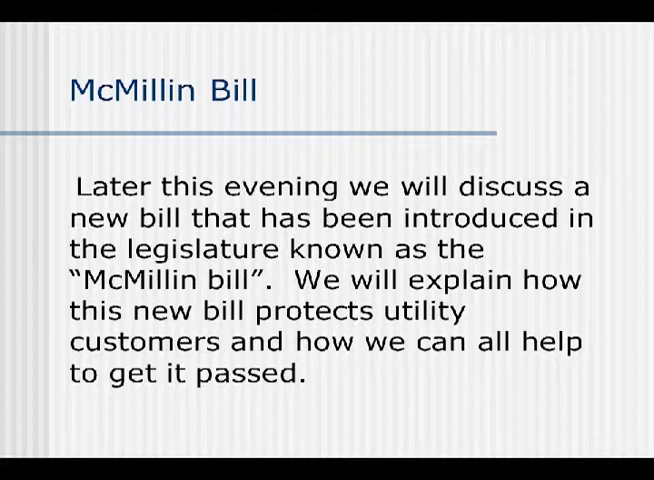 McMillin Bill
Later this evening we will discuss a
new bill that has been introduced in
the legislature known as the
“McMillin bill”.  We will explain how
this new bill protects utility
customers and how we can all help
to get it passed.